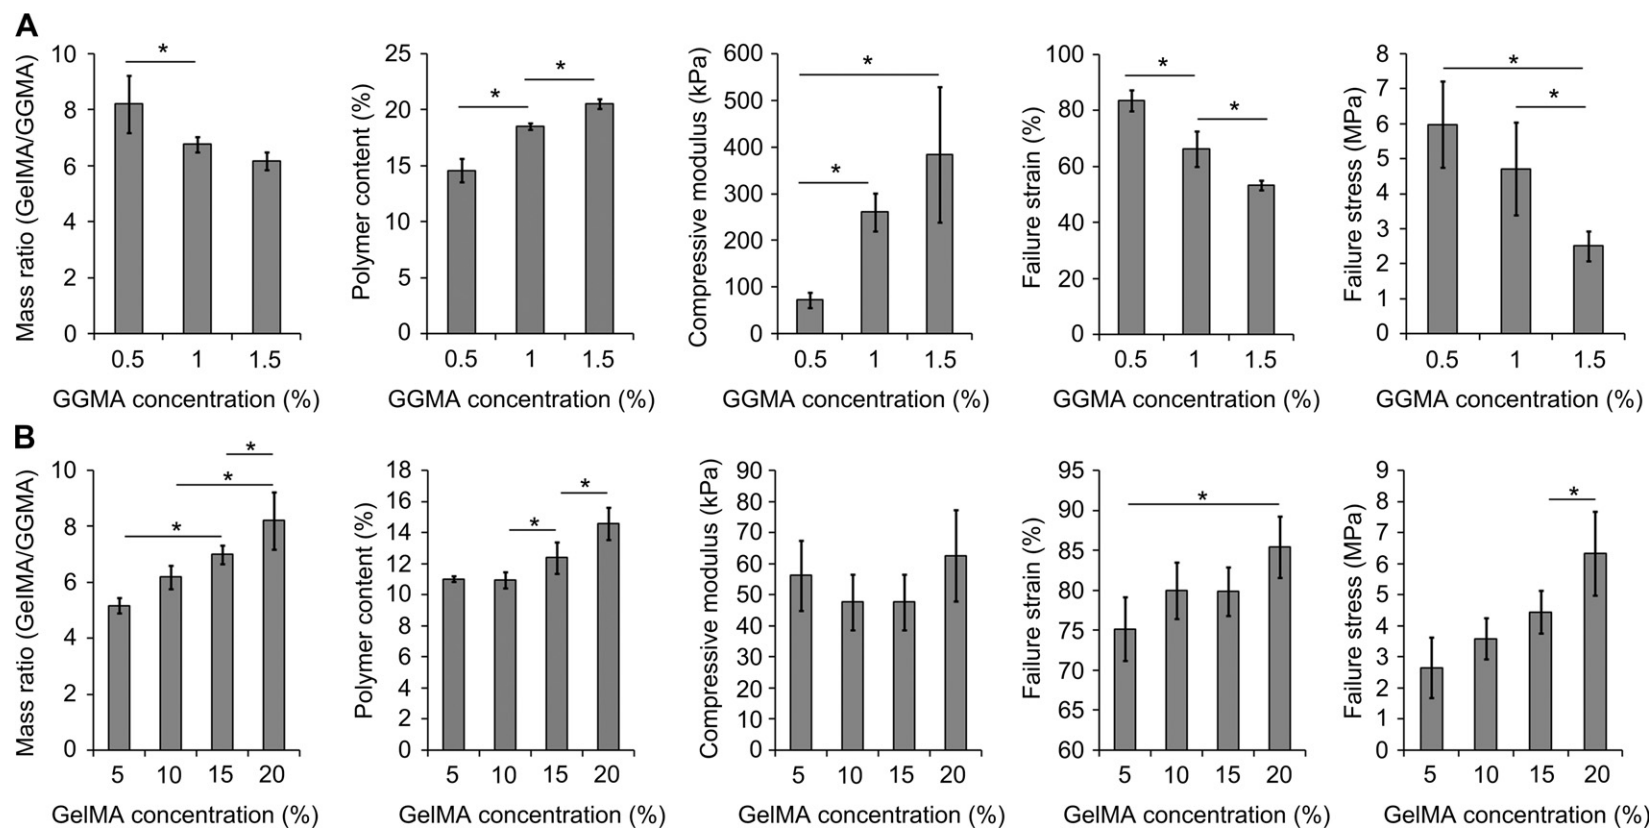 A
Mass ratio (GelMA/GGMA)
10
8
6
4
2
0
0.5 1 1.5
GGMA concentration (%)
*
Polymer content (%)
25
20
15
10
5
0
0.5 1 1.5
GGMA concentration (%)
* *
Compressive modulus (kPa)
600
500
400
300
200
100
0
0.5 1 1.5
GGMA concentration (%)
*
*
Failure strain (%)
100
80
60
40
20
0
0.5 1 1.5
GGMA concentration (%)
*
*
Failure stress (MPa)
8
7
6
5
4
3
2
1
0
0.5 1 1.5
GGMA concentration (%)
*
*
B
Mass ratio (GelMA/GGMA)
10
8
6
4
2
0
5 10 15 20
GelMA concentration (%)
*
*
*
Polymer content (%)
18
16
14
12
10
8
6
4
2
0
5 10 15 20
GelMA concentration (%)
*
*
Compressive modulus (kPa)
90
80
70
60
50
40
30
20
10
0
5 10 15 20
GelMA concentration (%)
Failure strain (%)
95
90
85
80
75
70
65
60
5 10 15 20
GelMA concentration (%)
*
Failure stress (MPa)
9
8
7
6
5
4
3
2
1
0
5 10 15 20
GelMA concentration (%)
*